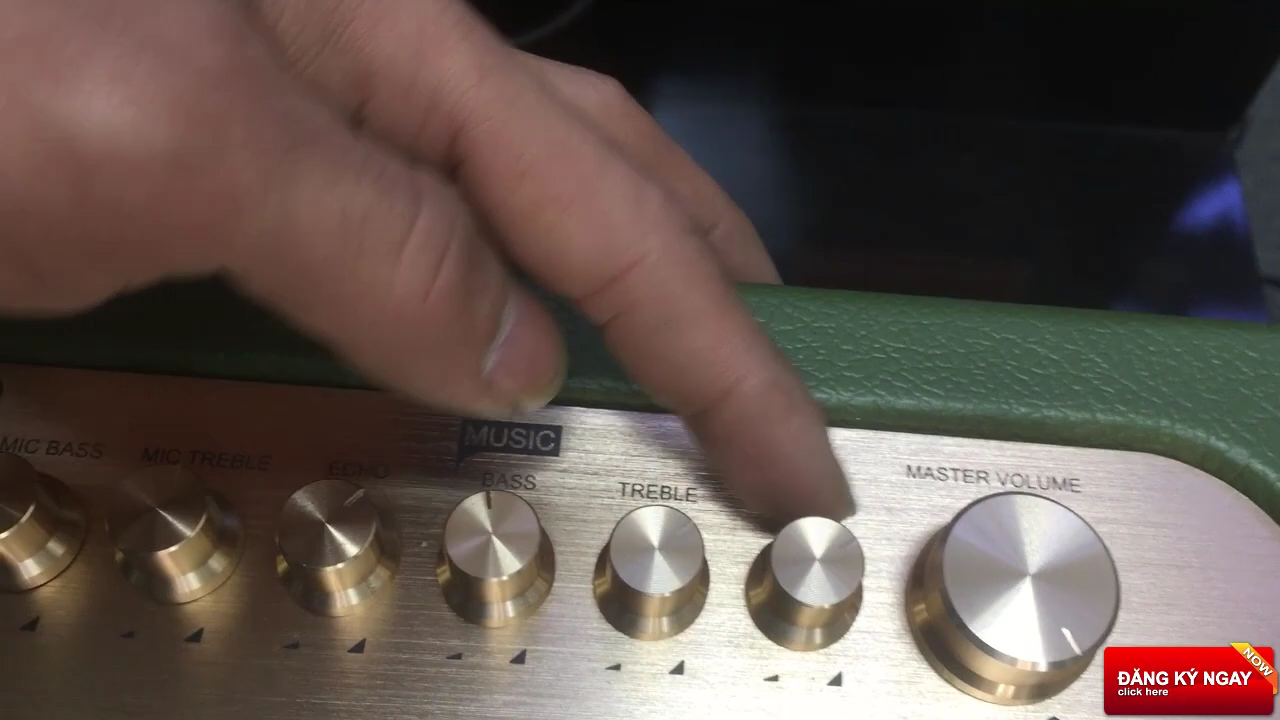 MIC BASS
MIC TREBLE
ECHO
MUSIC
BASS
TREBLE
MASTER VOLUME
ĐĂNG KÝ NGAY
click here
NOW